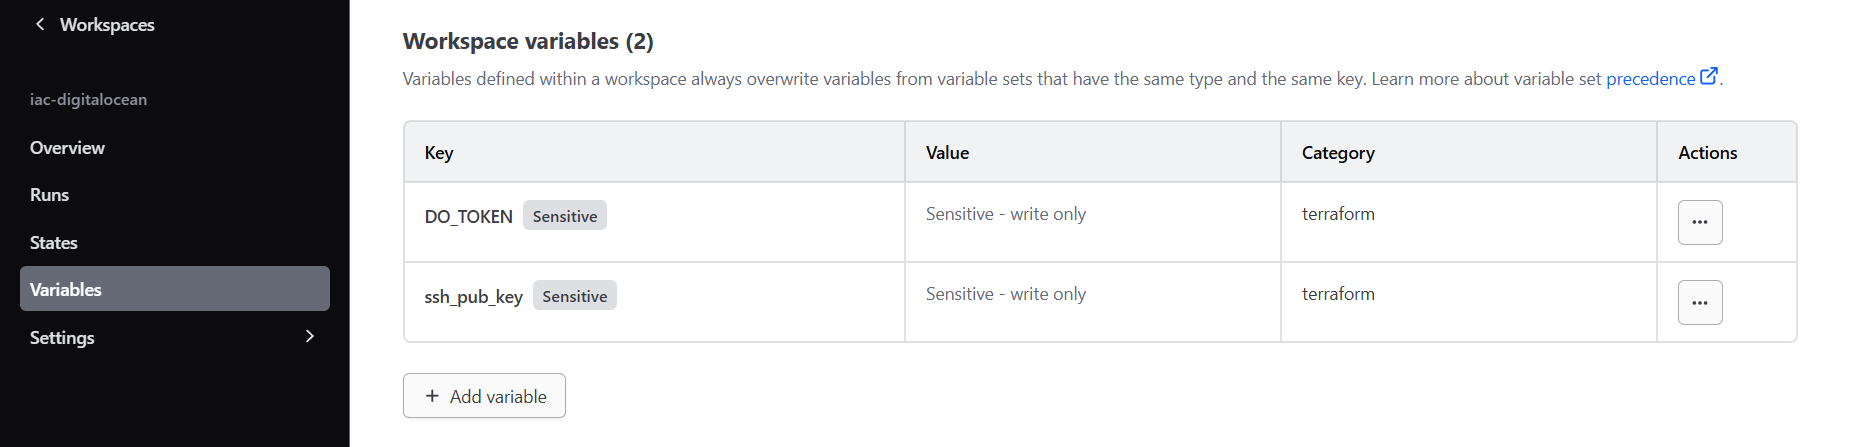 Workspaces
iac-digitalocean
Overview
Runs
States
Variables
Settings
Workspace variables (2)
Variables defined within a workspace always overwrite variables from variable sets that have the same type and the same key. Learn more about variable set precedence.
Key Value Category Actions
DO_TOKEN Sensitive Sensitive - write only terraform ...
ssh_pub_key Sensitive Sensitive - write only terraform ...
+ Add variable